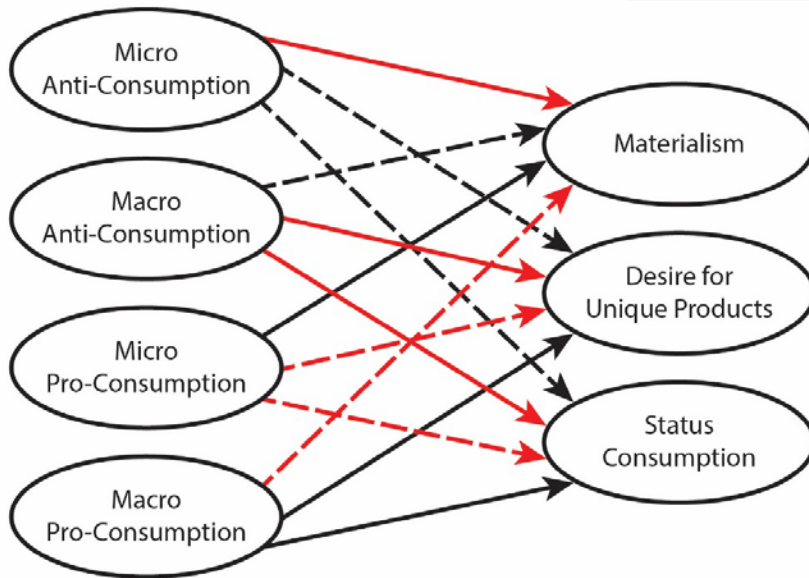 Micro
Anti-Consumption
Macro
Anti-Consumption
Micro
Pro-Consumption
Macro
Pro-Consumption
Materialism
Desire for
Unique Products
Status
Consumption